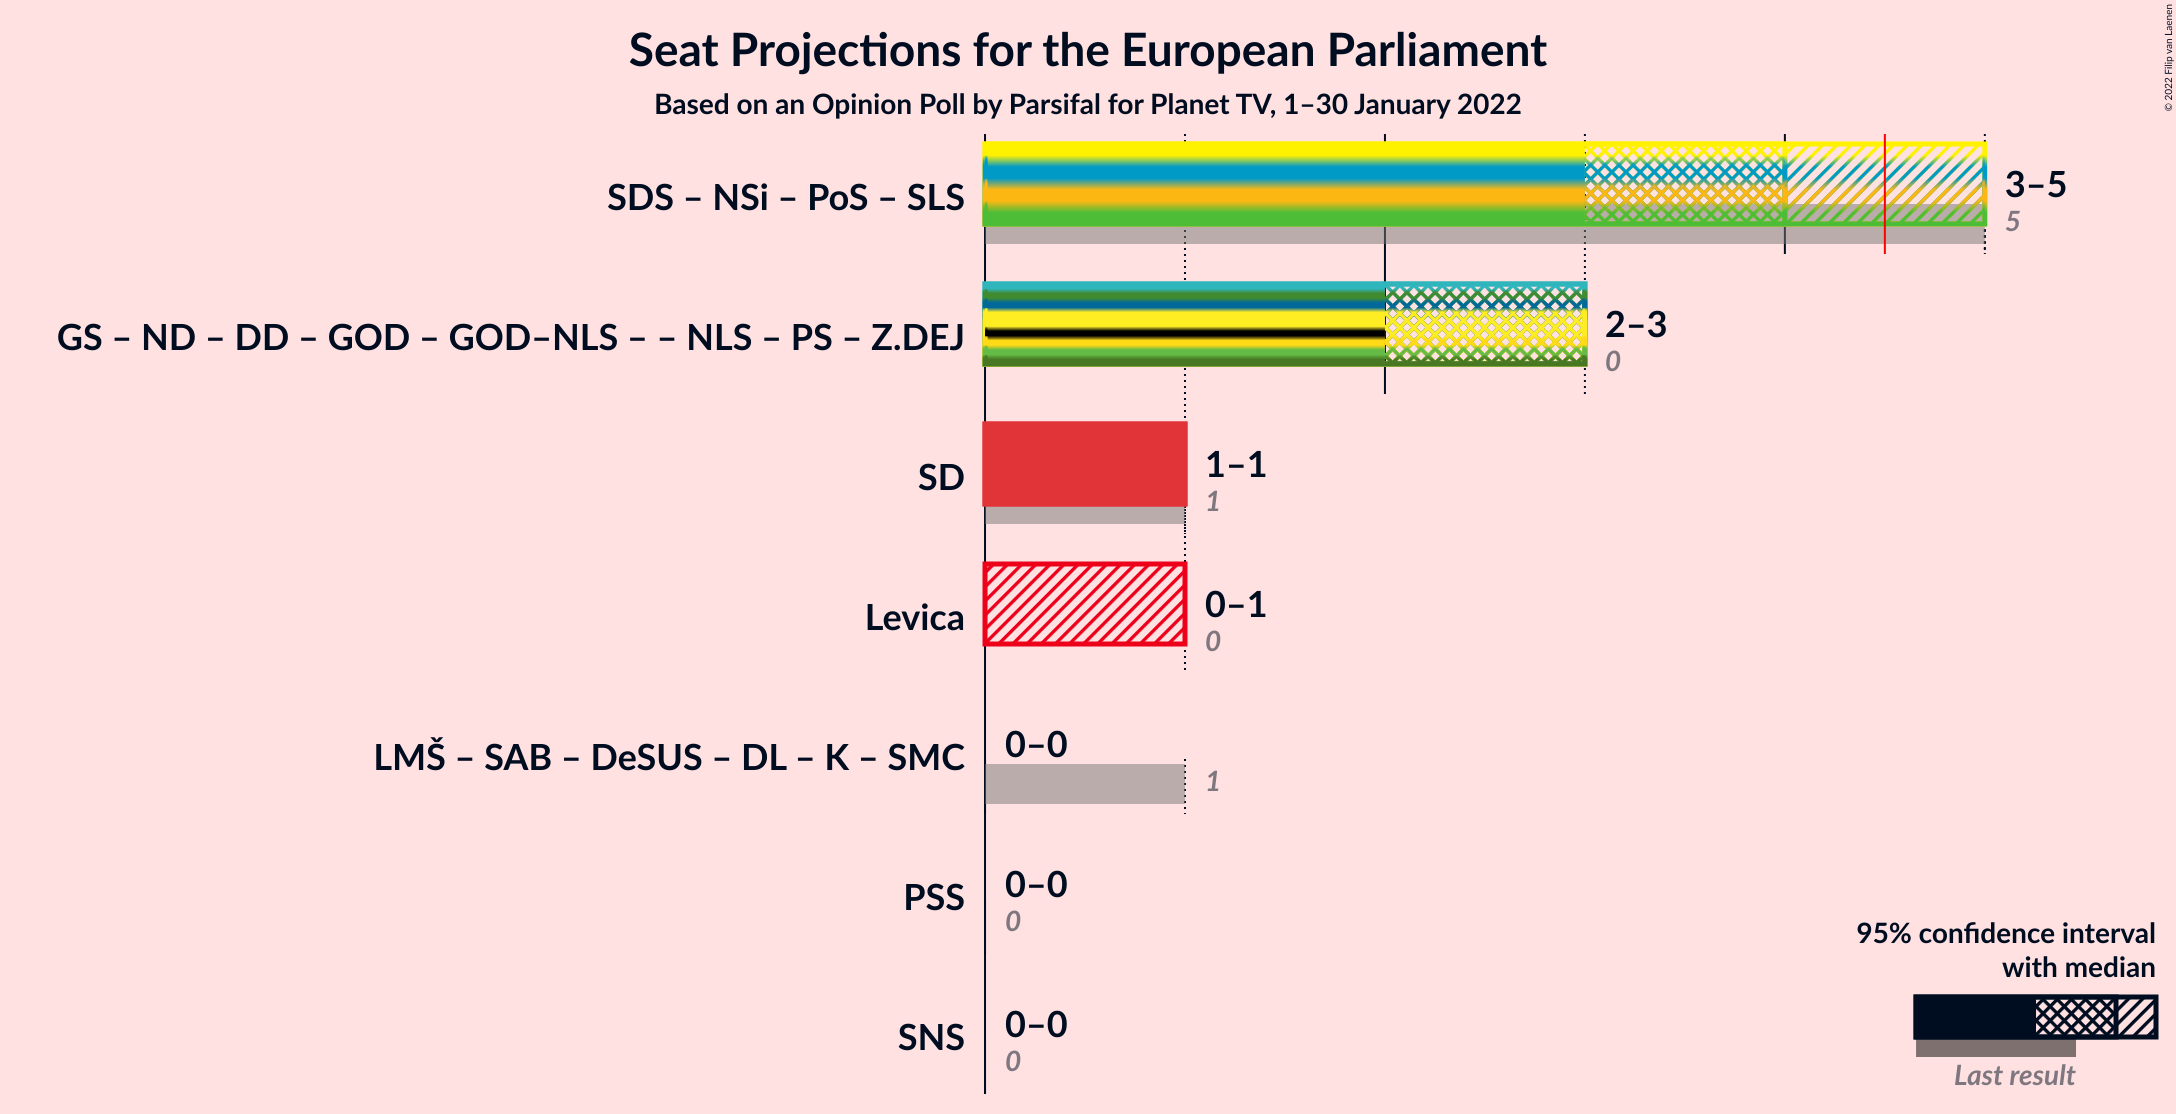 Seat Projections for the European Parliament
Based on an Opinion Poll by Parsifal for Planet TV, 1–30 January 2022
© 2022 Filip van Laenen
SDS – NSi – PoS – SLS
3–5
5
GS – ND – DD – GOD – GOD–NLS – – NLS – PS – Z.DEJ
2–3
0
SD
1–1
1
Levica
0–1
0
LMŠ – SAB – DeSUS – DL – K – SMC
0–0
1
PSS
0–0
0
SNS
0–0
0
95% confidence interval
with median
Last result